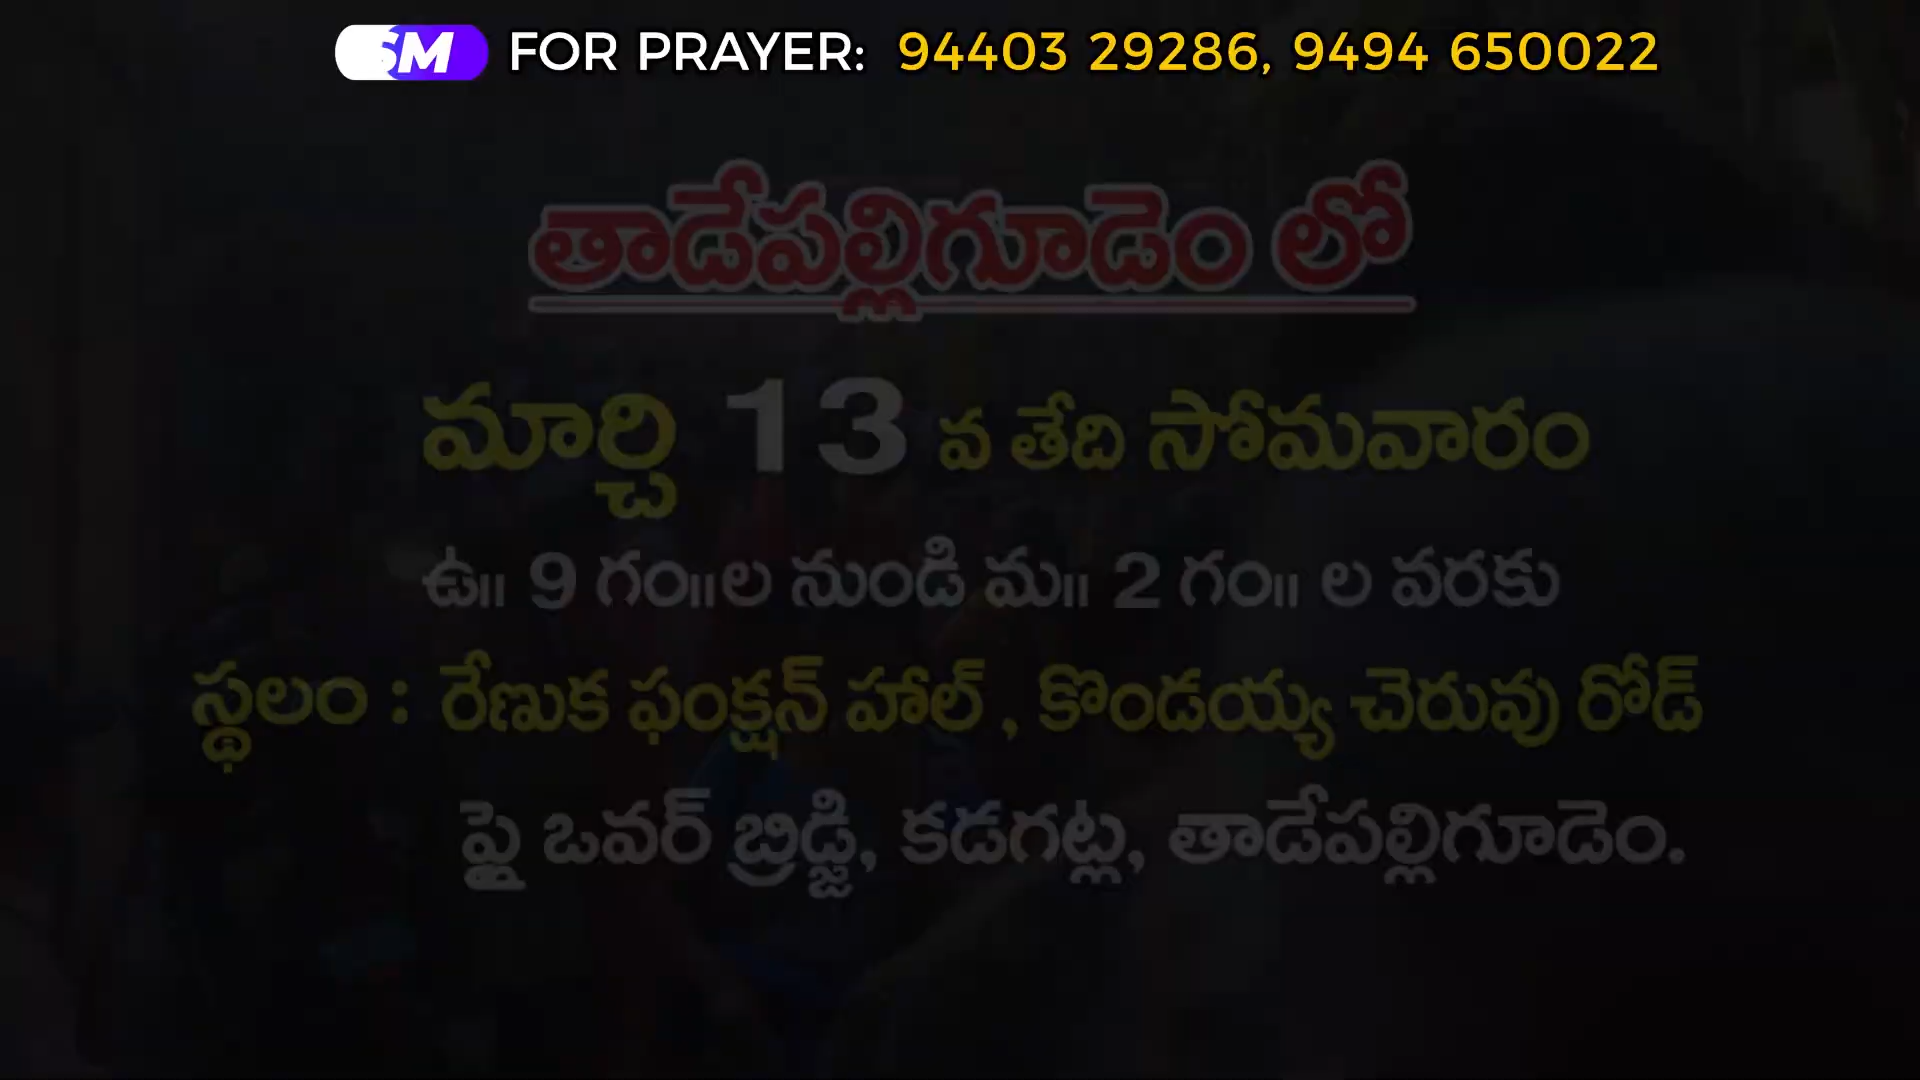 SM FOR PRAYER: 94403 29286, 9494 650022
తాడేపల్లిగూడెం లో
మార్చి 13 వ తేది సోమవారం
ఉ॥ 9 గం॥ల నుండి మ॥ 2 గం॥ ల వరకు
స్థలం : రేణుక ఫంక్షన్ హాల్ , కొండయ్య చెరువు రోడ్
ఫ్లై ఒవర్ బ్రిడ్జి, కడగట్ల, తాడేపల్లిగూడెం.